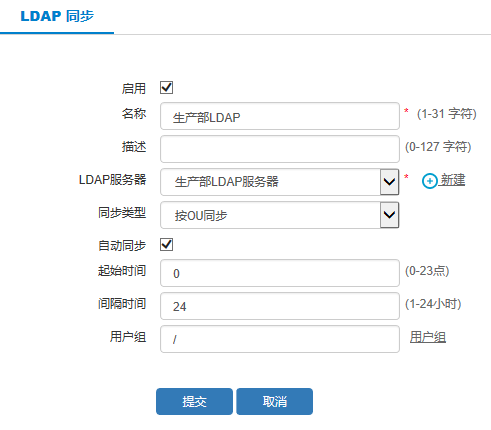 LDAP 同步
启用
名称 生产部LDAP * (1-31 字符)
描述 (0-127 字符)
LDAP服务器 生产部LDAP服务器 * 新建
同步类型 按OU同步
自动同步
起始时间 0 (0-23点)
间隔时间 24 (1-24小时)
用户组 / 用户组
提交 取消